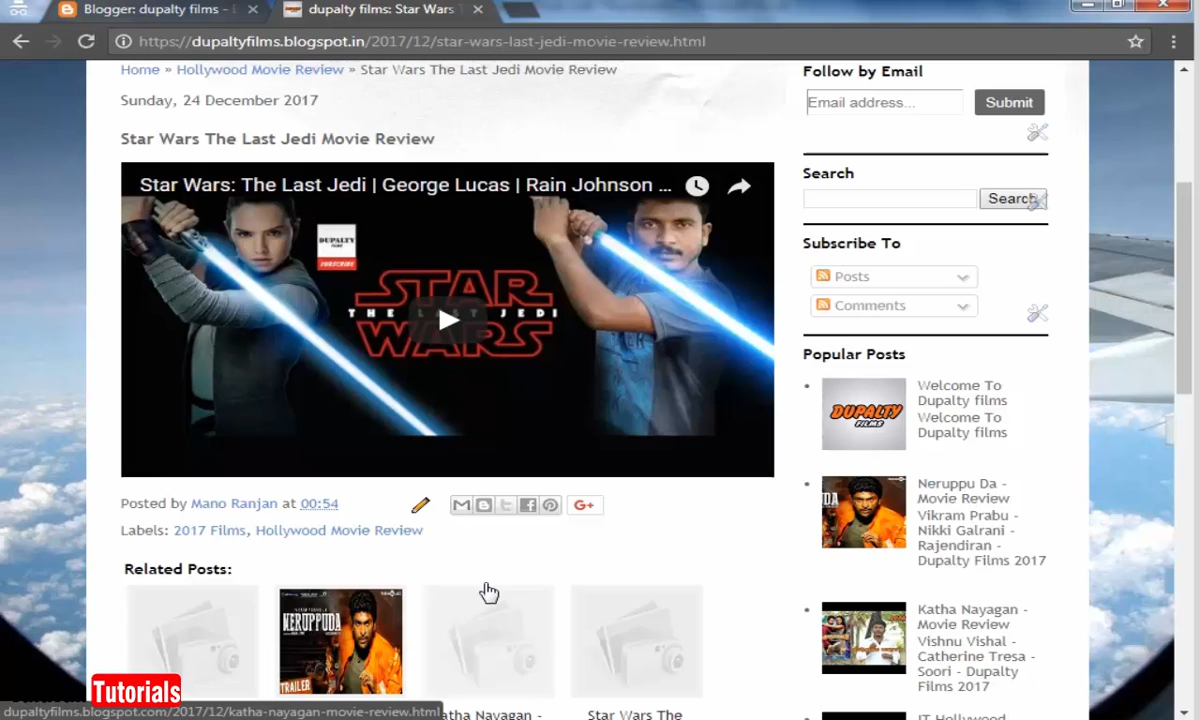 Blogger: dupalty films -
dupalty films: Star Wars
https://dupaltyfilms.blogspot.in/2017/12/star-wars-last-jedi-movie-review.html
Home » Hollywood Movie Review » Star Wars The Last Jedi Movie Review
Sunday, 24 December 2017
Star Wars The Last Jedi Movie Review
Star Wars: The Last Jedi | George Lucas | Rain Johnson ...
DUPALTY
SUBSCRIBE
STAR
THE LAST JEDI
WARS
Posted by Mano Ranjan at 00:54
G+
Labels: 2017 Films, Hollywood Movie Review
Related Posts:
NERUPPUDA
TRAILER
Katha Nayagan -
Star Wars The
Follow by Email
Email address...
Submit
Search
Search
Subscribe To
Posts
Comments
Popular Posts
DUPALTY
FILMS
Welcome To
Dupalty films
Welcome To
Dupalty films
DA
Neruppu Da -
Movie Review
Vikram Prabu -
Nikki Galrani -
Rajendiran -
Dupalty Films 2017
Katha Nayagan -
Movie Review
Vishnu Vishal -
Catherine Tresa -
Soori - Dupalty
Films 2017
IT Hollywood
Tutorials
dupaltyfilms.blogspot.com/2017/12/katha-nayagan-movie-review.html